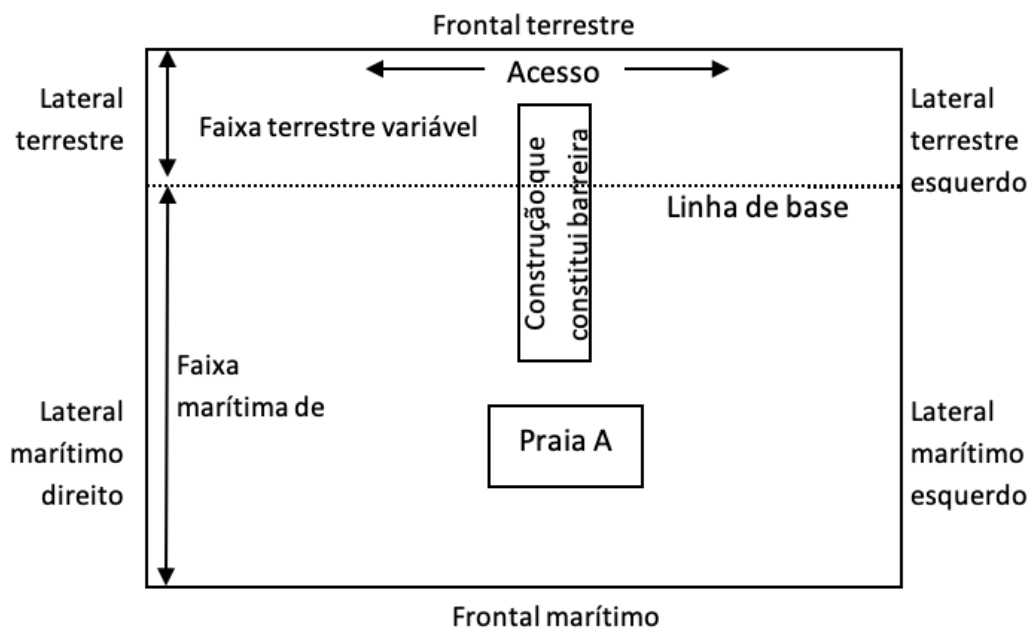 Frontal terrestre
Acesso
Lateral
terrestre
Faixa terrestre variável
Construção que
constitui barreira
Lateral
terrestre
esquerdo
Linha de base
Faixa
marítima de
Lateral
marítimo
direito
Praia A
Lateral
marítimo
esquerdo
Frontal marítimo